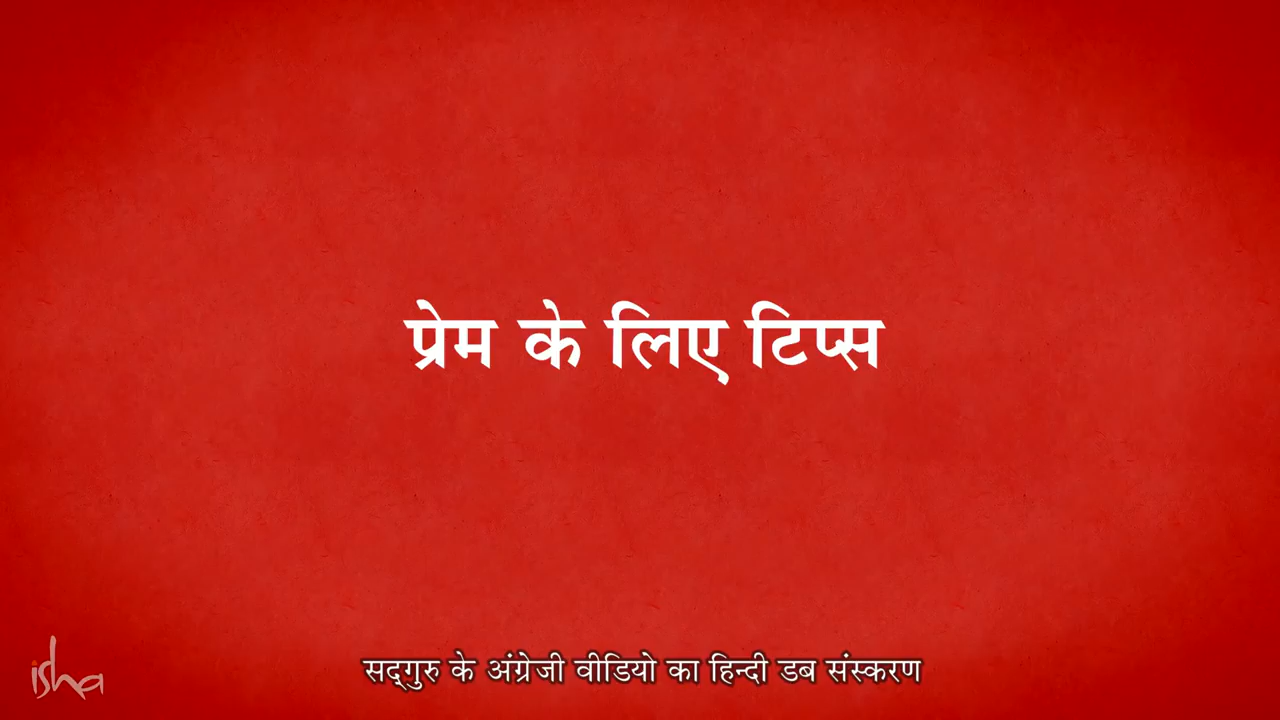 प्रेम के लिए टिप्स
सद्गुरु के अंग्रेजी वीडियो का हिन्दी डब संस्करण
isha